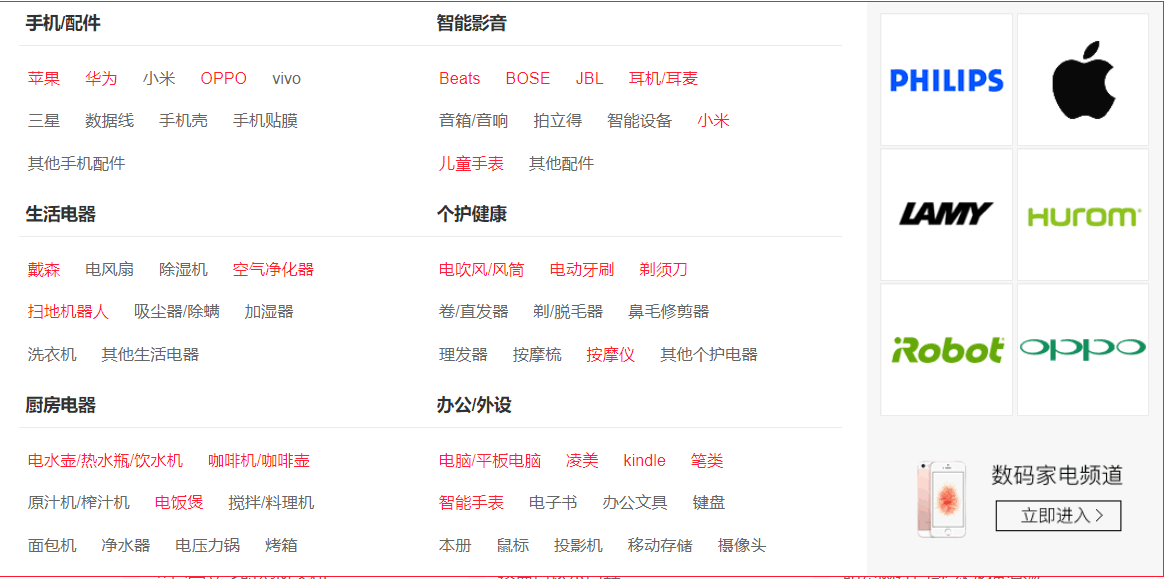 手机/配件
苹果 华为 小米 OPPO vivo
三星 数据线 手机壳 手机贴膜
其他手机配件
智能影音
Beats BOSE JBL 耳机/耳麦
音箱/音响 拍立得 智能设备 小米
儿童手表 其他配件
生活电器
戴森 电风扇 除湿机 空气净化器
扫地机器人 吸尘器/除螨 加湿器
洗衣机 其他生活电器
个护健康
电吹风/风筒 电动牙刷 剃须刀
卷/直发器 剃/脱毛器 鼻毛修剪器
理发器 按摩梳 按摩仪 其他个护电器
厨房电器
电水壶/热水瓶/饮水机 咖啡机/咖啡壶
原汁机/榨汁机 电饭煲 搅拌/料理机
面包机 净水器 电压力锅 烤箱
办公/外设
电脑/平板电脑 凌美 kindle 笔类
智能手表 电子书 办公文具 键盘
本册 鼠标 投影机 移动存储 摄像头
PHILIPS
LAMY HUROM
iRobot OPPO
数码家电频道
立即进入 >